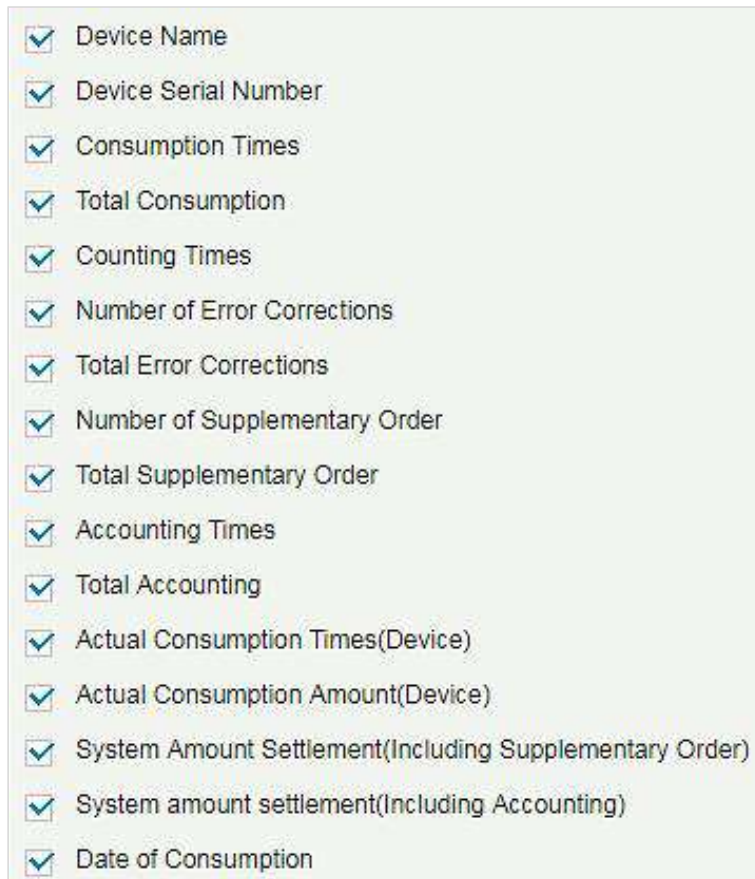 Device Name
Device Serial Number
Consumption Times
Total Consumption
Counting Times
Number of Error Corrections
Total Error Corrections
Number of Supplementary Order
Total Supplementary Order
Accounting Times
Total Accounting
Actual Consumption Times(Device)
Actual Consumption Amount(Device)
System Amount Settlement(Including Supplementary Order)
System amount settlement(Including Accounting)
Date of Consumption